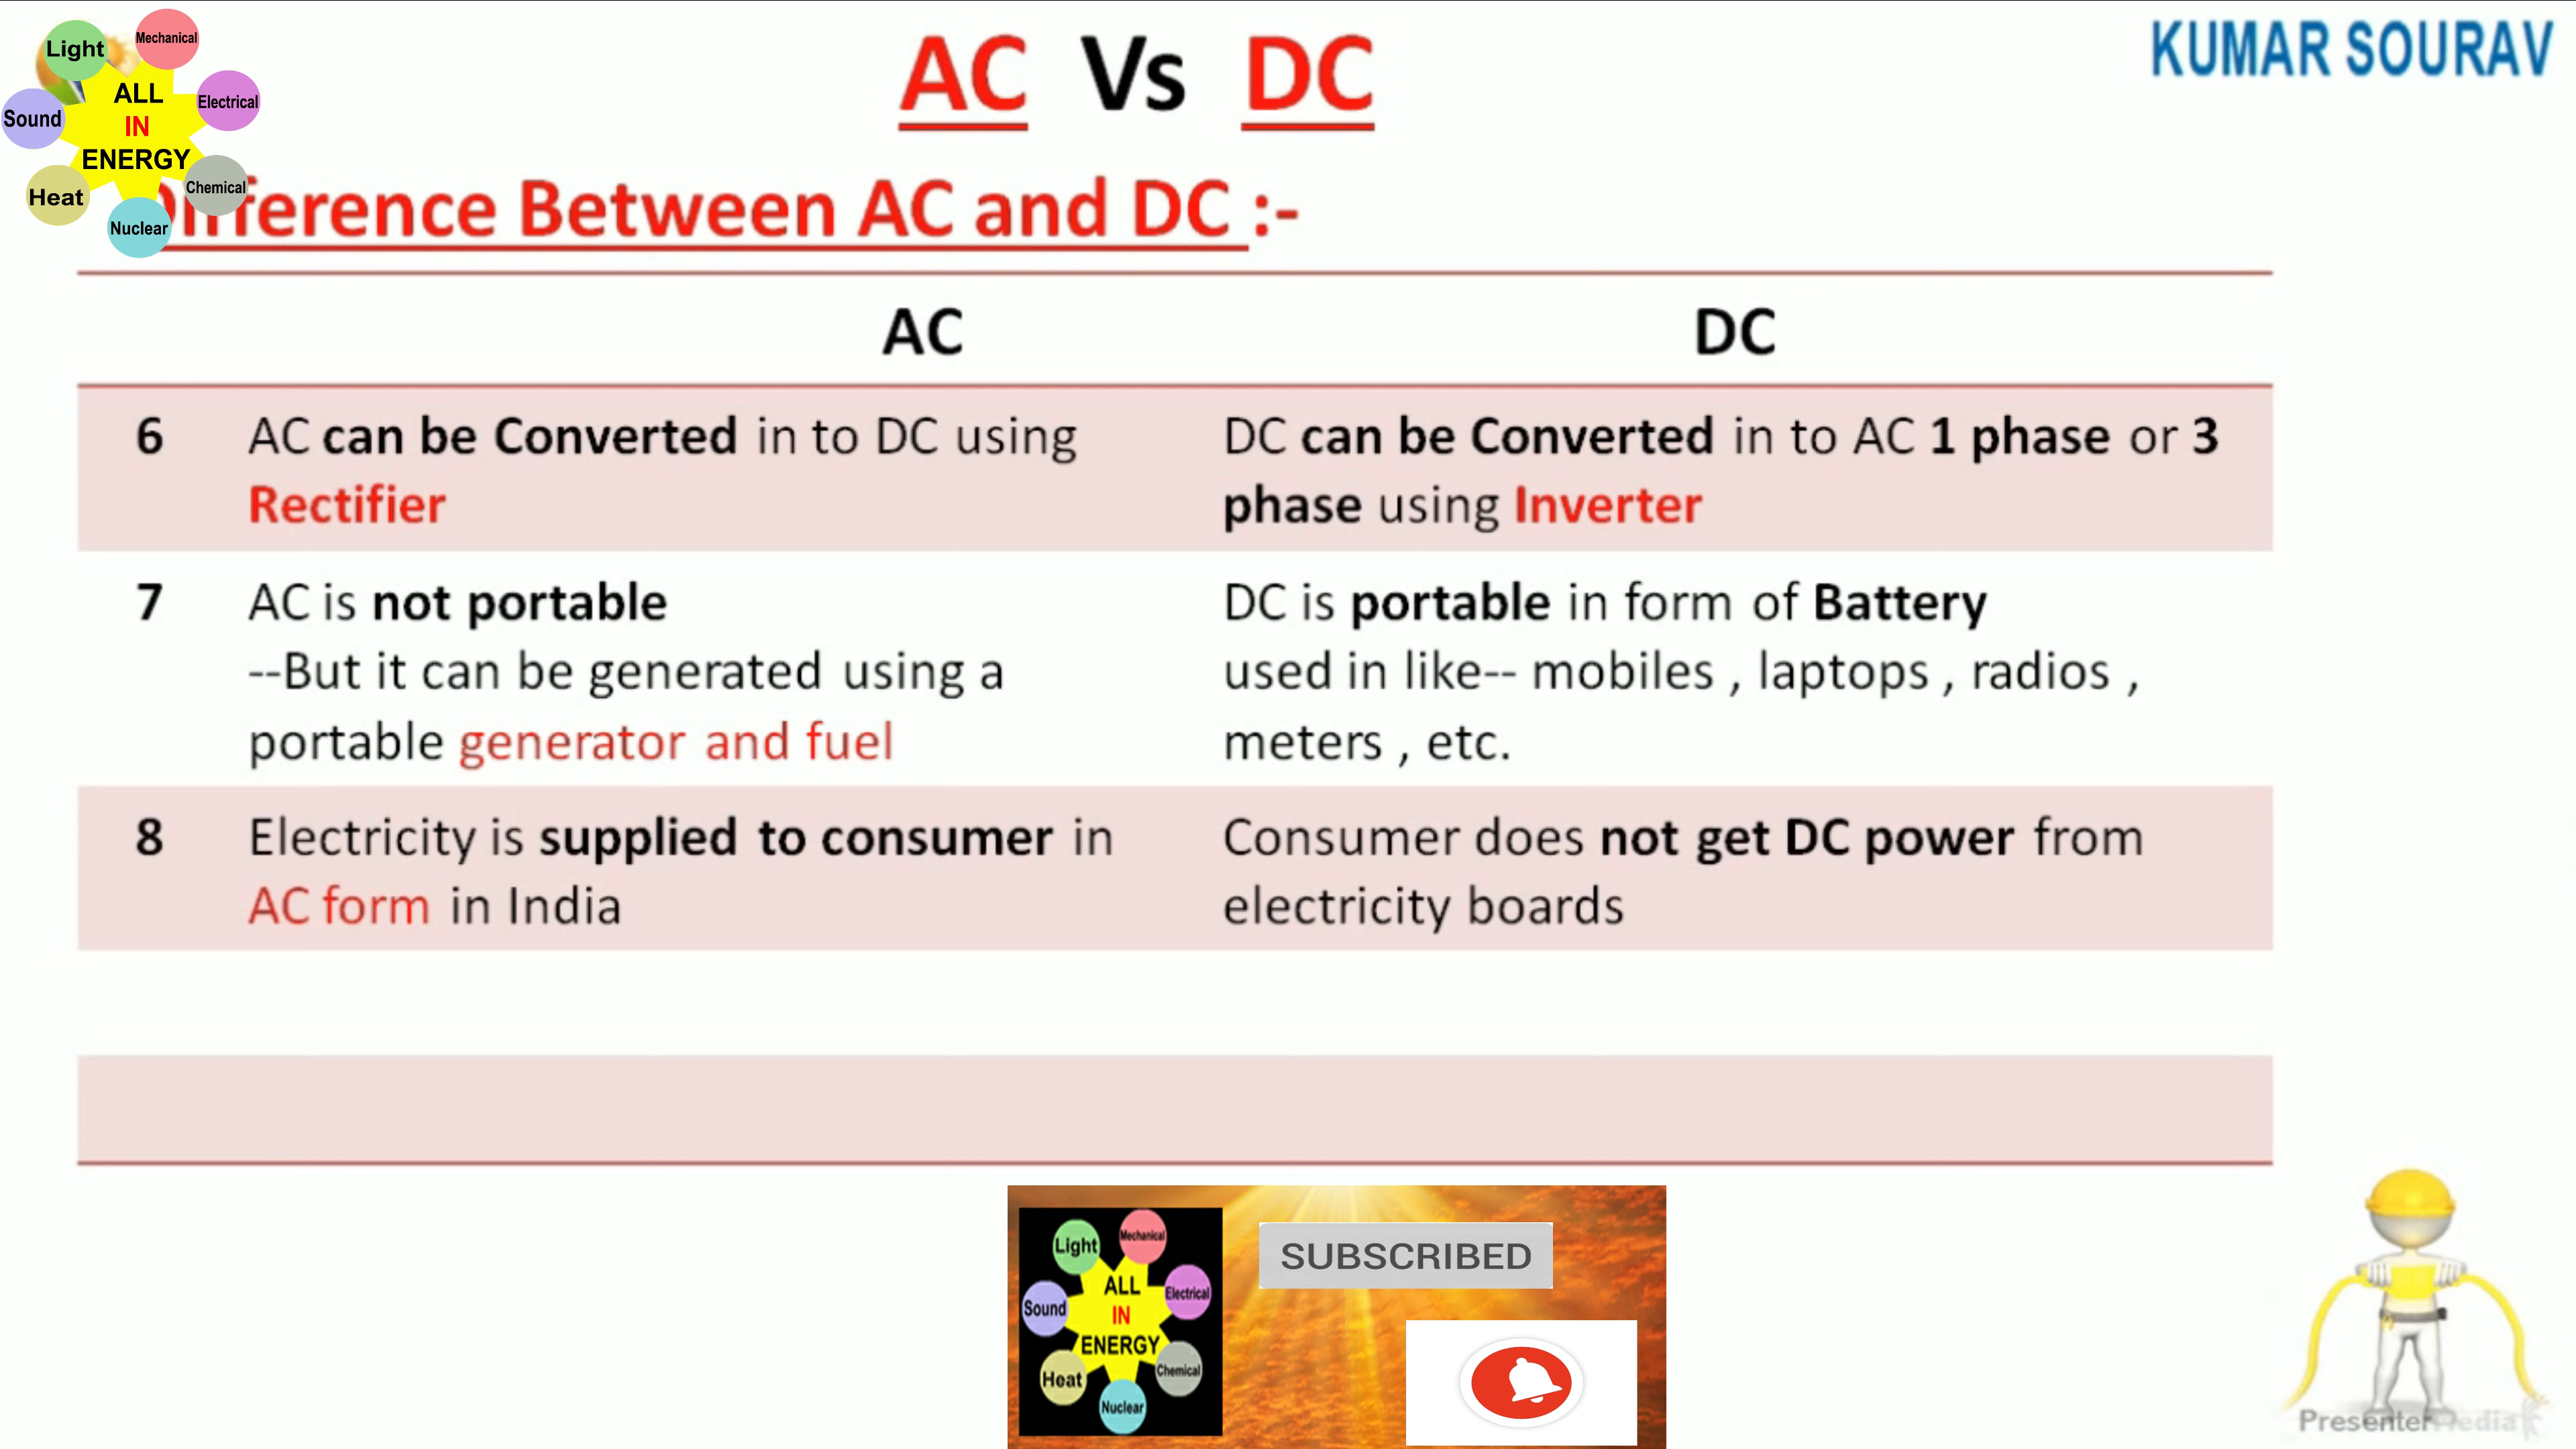 Light
Mechanical
ALL
IN
ENERGY
Electrical
Sound
Chemical
Heat
Nuclear
AC Vs DC
KUMAR SOURAV
Difference Between AC and DC :-
AC DC
6 AC can be Converted in to DC using DC can be Converted in to AC 1 phase or 3
Rectifier phase using Inverter
7 AC is not portable DC is portable in form of Battery
--But it can be generated using a used in like-- mobiles , laptops , radios ,
portable generator and fuel meters , etc.
8 Electricity is supplied to consumer in Consumer does not get DC power from
AC form in India electricity boards
Light
Mechanical
ALL
IN
ENERGY
Electrical
Sound
Chemical
Heat
Nuclear
SUBSCRIBED
PresenterMedia